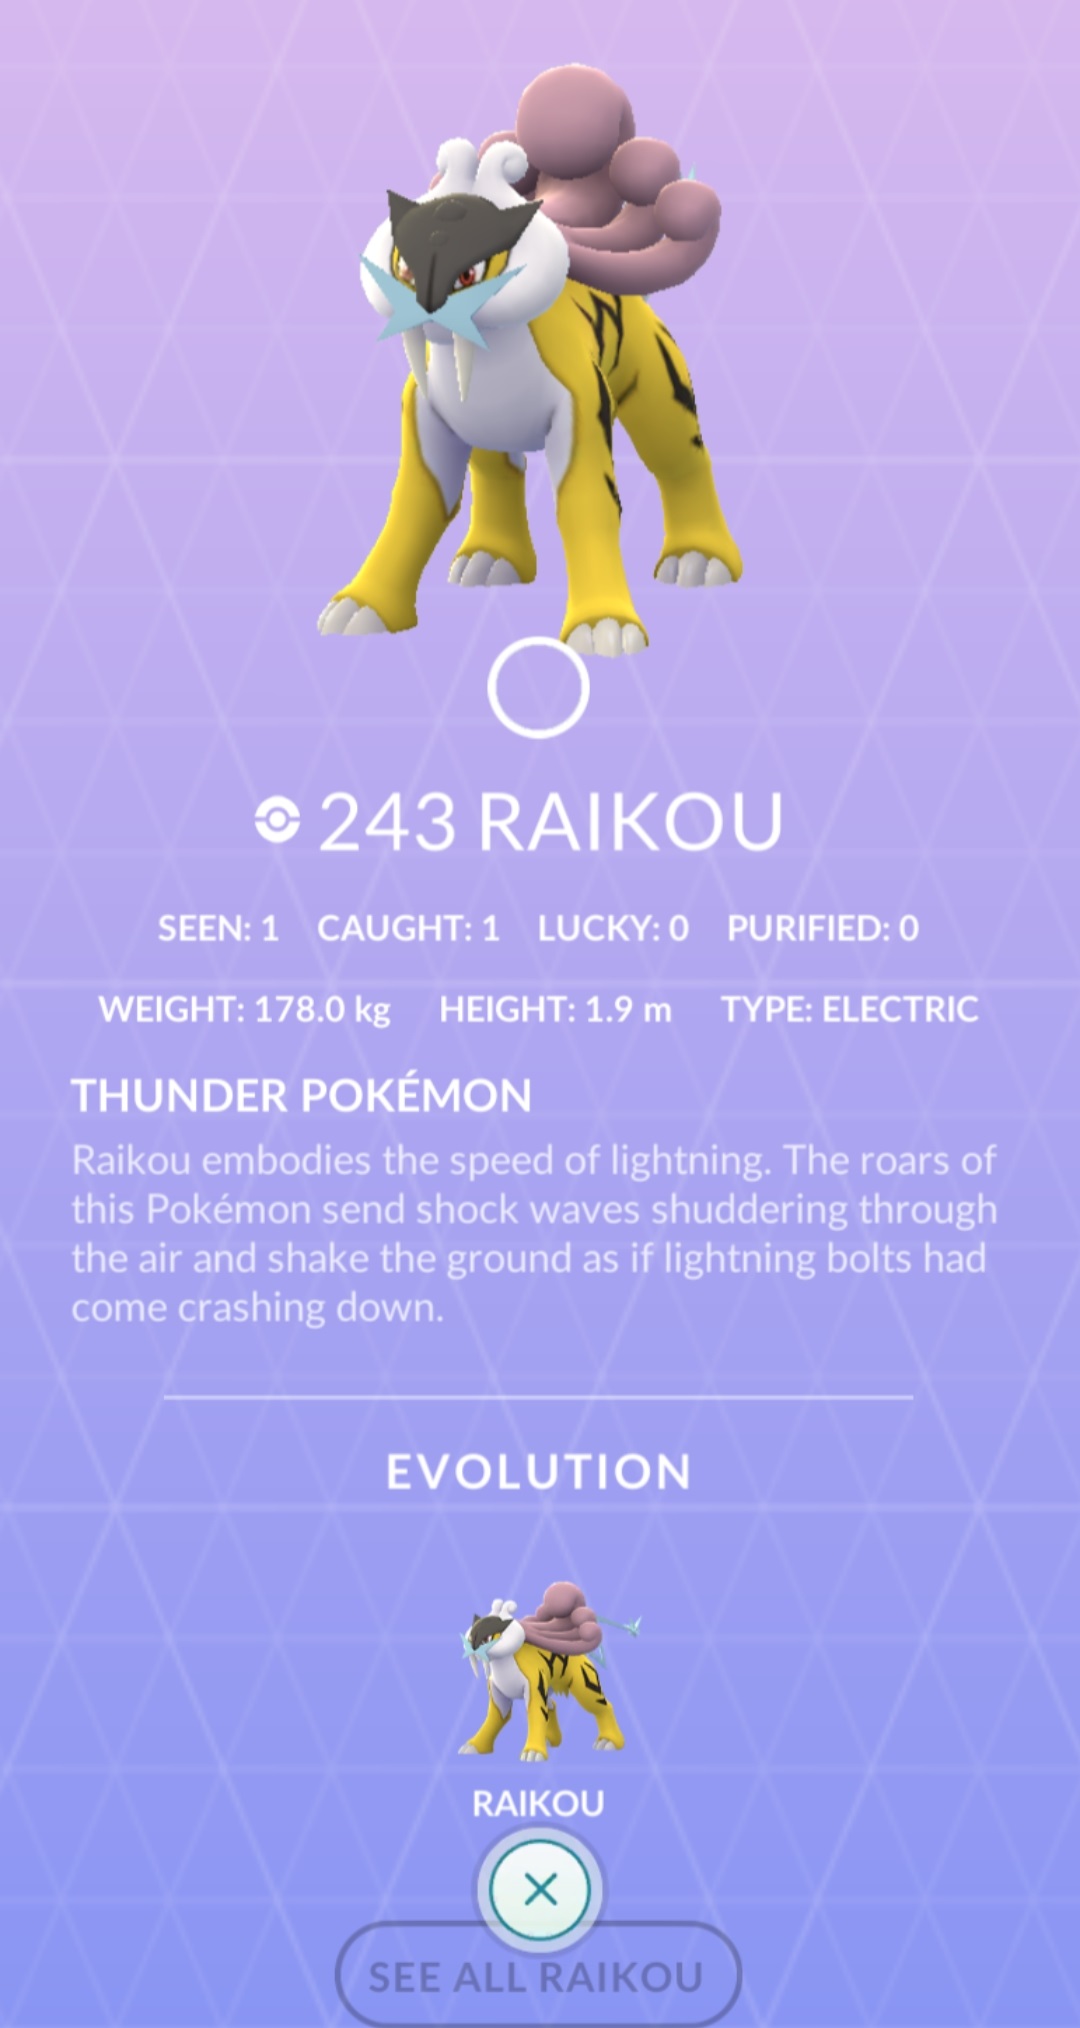 243 RAIKOU
SEEN: 1 CAUGHT: 1 LUCKY: 0 PURIFIED: 0
WEIGHT: 178.0 kg HEIGHT: 1.9 m TYPE: ELECTRIC
THUNDER POKÉMON
Raikou embodies the speed of lightning. The roars of
this Pokémon send shock waves shuddering through
the air and shake the ground as if lightning bolts had
come crashing down.
EVOLUTION
RAIKOU
SEE ALL RAIKOU